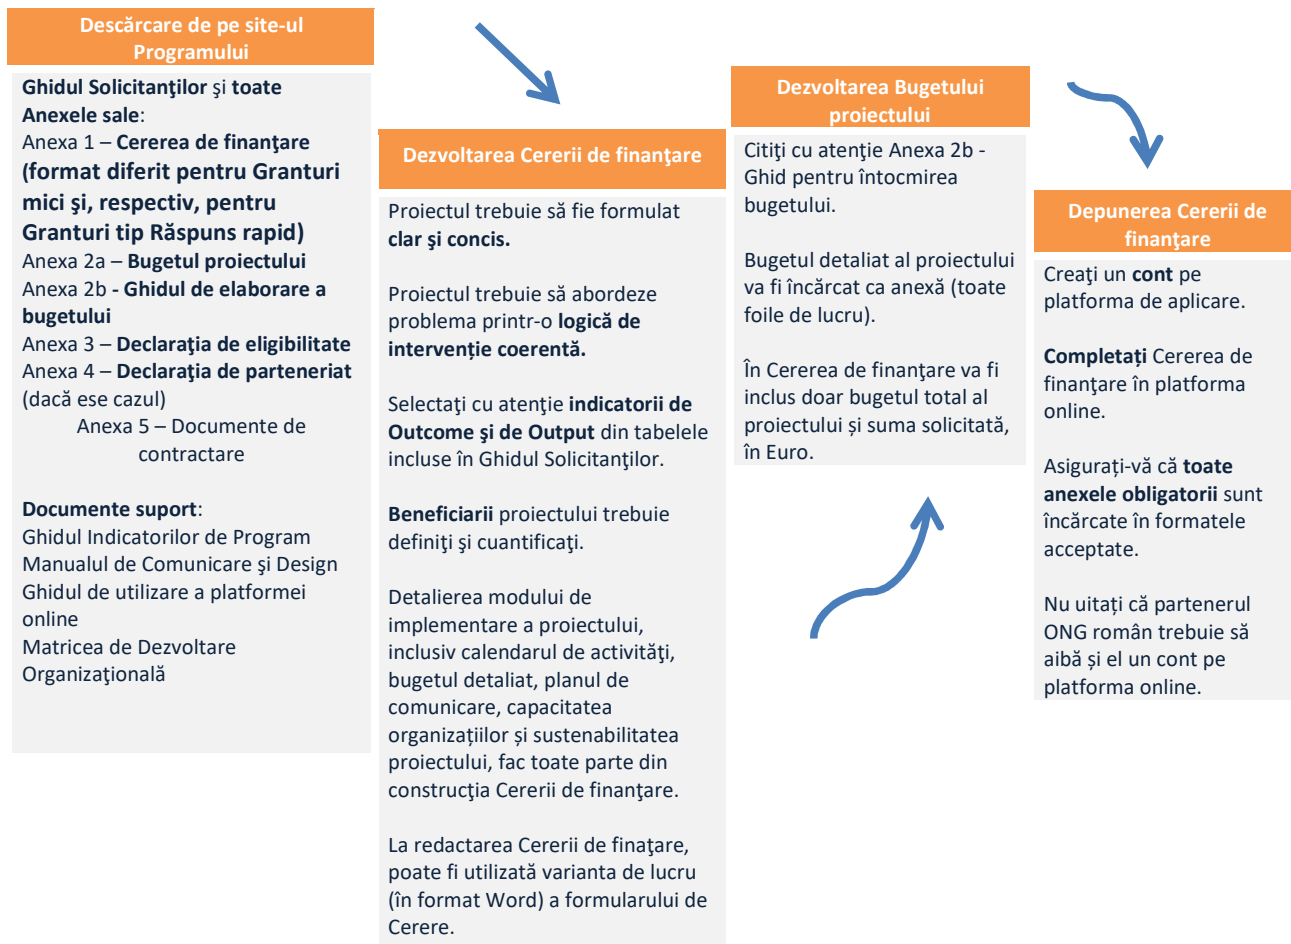 Descărcare de pe site-ul
Programului
Ghidul Solicitanţilor și toate
Anexele sale:
Anexa 1 – Cererea de finanţare
(format diferit pentru Granturi
mici şi, respectiv, pentru
Granturi tip Răspuns rapid)
Anexa 2a – Bugetul proiectului
Anexa 2b - Ghidul de elaborare a
bugetului
Anexa 3 – Declaraţia de eligibilitate
Anexa 4 – Declaraţia de parteneriat
(dacă ese cazul)
Anexa 5 – Documente de
contractare
Documente suport:
Ghidul Indicatorilor de Program
Manualul de Comunicare şi Design
Ghidul de utilizare a platformei
online
Matricea de Dezvoltare
Organizaţională
Dezvoltarea Cererii de finanţare
Proiectul trebuie să fie formulat
clar şi concis.
Proiectul trebuie să abordeze
problema printr-o logică de
intervenție coerentă.
Selectaţi cu atenţie indicatorii de
Outcome şi de Output din tabelele
incluse în Ghidul Solicitanţilor.
Beneficiarii proiectului trebuie
definiţi şi cuantificaţi.
Detalierea modului de
implementare a proiectului,
inclusiv calendarul de activităţi,
bugetul detaliat, planul de
comunicare, capacitatea
organizațiilor și sustenabilitatea
proiectului, fac toate parte din
construcţia Cererii de finanţare.
La redactarea Cererii de finaţare,
poate fi utilizată varianta de lucru
(în format Word) a formularului de
Cerere.
Dezvoltarea Bugetului
proiectului
Citiţi cu atenţie Anexa 2b -
Ghid pentru întocmirea
bugetului.
Bugetul detaliat al proiectului
va fi încărcat ca anexă (toate
foile de lucru).
În Cererea de finanţare va fi
inclus doar bugetul total al
proiectului și suma solicitată,
în Euro.
Depunerea Cererii de
finanţare
Creaţi un cont pe
platforma de aplicare.
Completați Cererea de
finanţare în platforma
online.
Asigurați-vă că toate
anexele obligatorii sunt
încărcate în formatele
acceptate.
Nu uitați că partenerul
ONG român trebuie să
aibă și el un cont pe
platforma online.